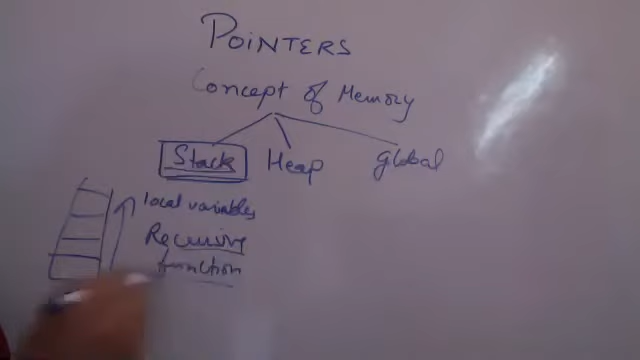 POINTERS
Concept of Memory
Stack Heap global
local variables
Recursive
function